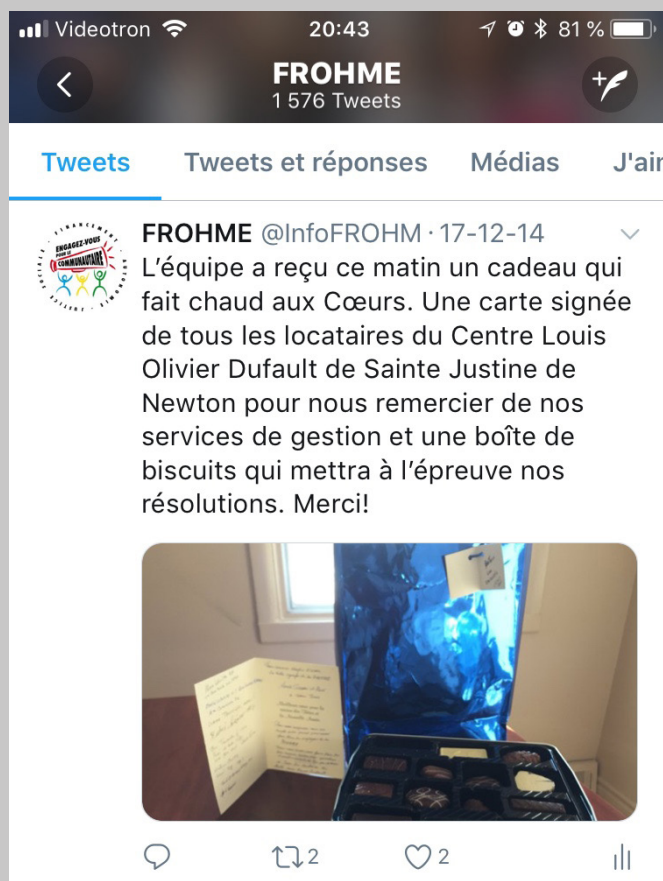 Videotron 20:43 81 %
FROHME
1 576 Tweets
Tweets Tweets et réponses Médias J'ai
FINANCEMENT
ENGAGEZ-VOUS
POUR LE
COMMUNAUTAIRE
FROHME @InfoFROHM · 17-12-14
L'équipe a reçu ce matin un cadeau qui
fait chaud aux Cœurs. Une carte signée
de tous les locataires du Centre Louis
Olivier Dufault de Sainte Justine de
Newton pour nous remercier de nos
services de gestion et une boîte de
biscuits qui mettra à l'épreuve nos
résolutions. Merci!
2 2